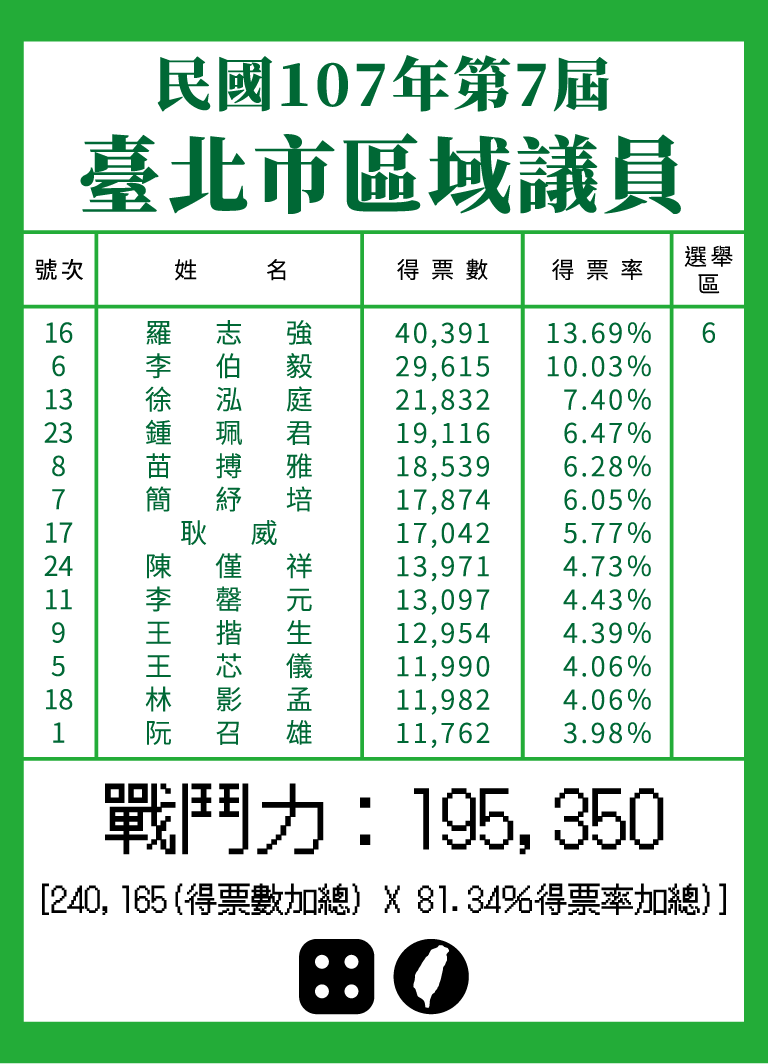 民國107年第7屆
臺北市區域議員
號次 姓名 得票數 得票率 選舉區
16 羅志強 40,391 13.69% 6
6 李伯毅 29,615 10.03%
13 徐泓庭 21,832 7.40%
23 鍾珮君 19,116 6.47%
8 苗搏雅 18,539 6.28%
7 簡紓培 17,874 6.05%
17 耿威 17,042 5.77%
24 陳僅祥 13,971 4.73%
11 李罄元 13,097 4.43%
9 王揩生 12,954 4.39%
5 王芯儀 11,990 4.06%
18 林影孟 11,982 4.06%
1 阮召雄 11,762 3.98%
戰鬥力：195,350
[240,165(得票數加總) X 81.34%得票率加總)]